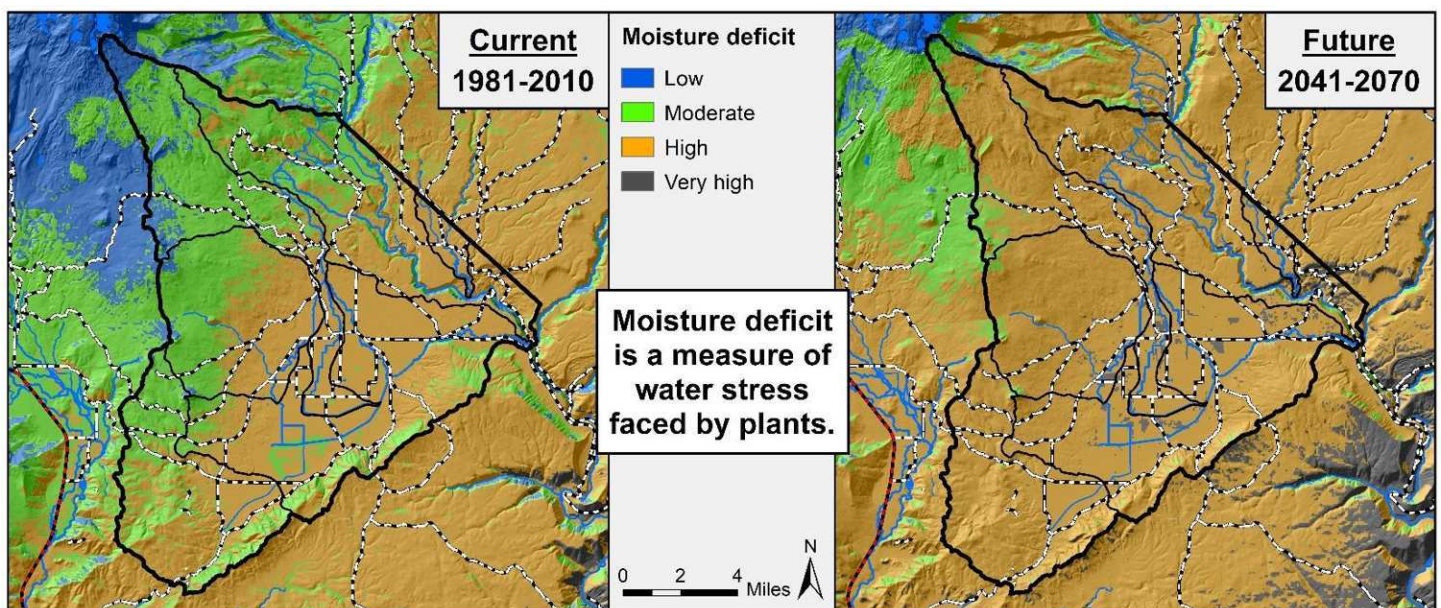 Current
1981-2010
Moisture deficit
Low
Moderate
High
Very high
Future
2041-2070
Moisture deficit
is a measure of
water stress
faced by plants.
N
0 2 4
Miles